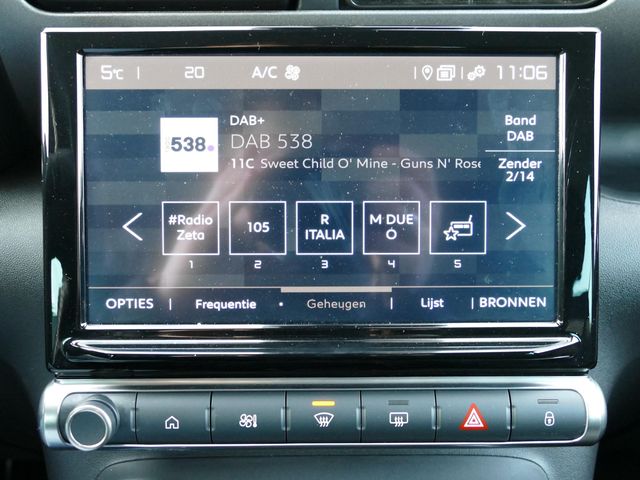 5°C | 20 A/C 11:06
538.
DAB+
DAB 538
11C Sweet Child O' Mine - Guns N' Rose
Band
DAB
Zender
2/14
#Radio
Zeta
105
R
ITALIA
M DUE
O
1 2 3 4 5
OPTIES | Frequentie • Geheugen | Lijst | BRONNEN